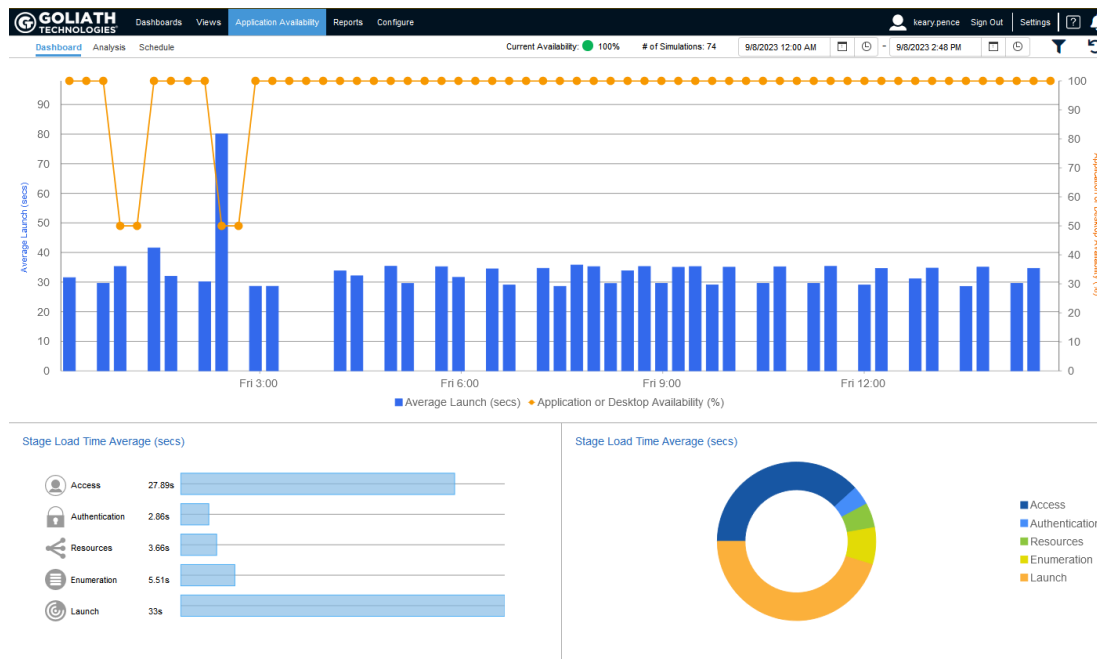 GOLIATH
TECHNOLOGIES
Dashboards Views Application Availability Reports Configure
keary.pence Sign Out Settings ?
Dashboard Analysis Schedule
Current Availability: 100% # of Simulations: 74 9/8/2023 12:00 AM - 9/8/2023 2:48 PM
Average Launch (secs)
90
80
70
60
50
40
30
20
10
0
100
90
80
70
60
50
40
30
20
10
0
Application or Desktop Availability (%)
Fri 3:00 Fri 6:00 Fri 9:00 Fri 12:00
Average Launch (secs) Application or Desktop Availability (%)
Stage Load Time Average (secs)
Access 27.89s
Authentication 2.86s
Resources 3.66s
Enumeration 5.51s
Launch 33s
Stage Load Time Average (secs)
Access
Authentication
Resources
Enumeration
Launch